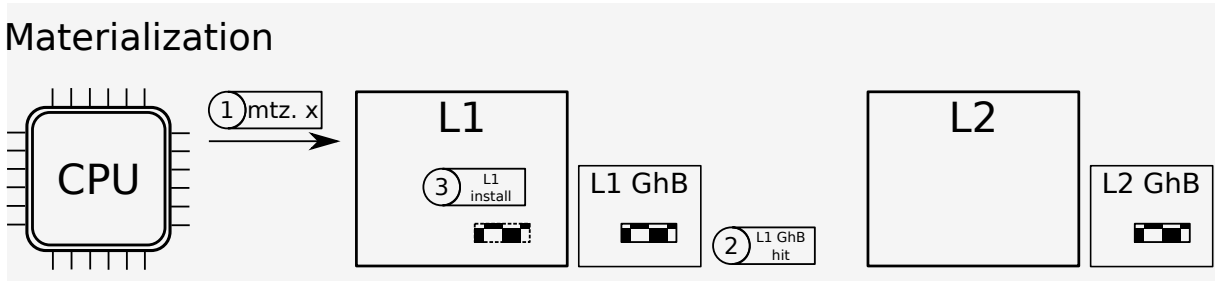 Materialization
1 mtz. x
L1
L2
CPU
3 L1
install
L1 GhB
L2 GhB
2 L1 GhB
hit